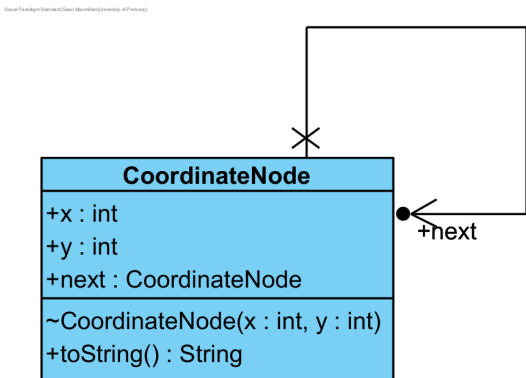 Visual Paradigm Standard(Sean Macmillan(University of Pretoria))
CoordinateNode
+x : int
+y : int
+next : CoordinateNode
~CoordinateNode(x : int, y : int)
+toString() : String
+next